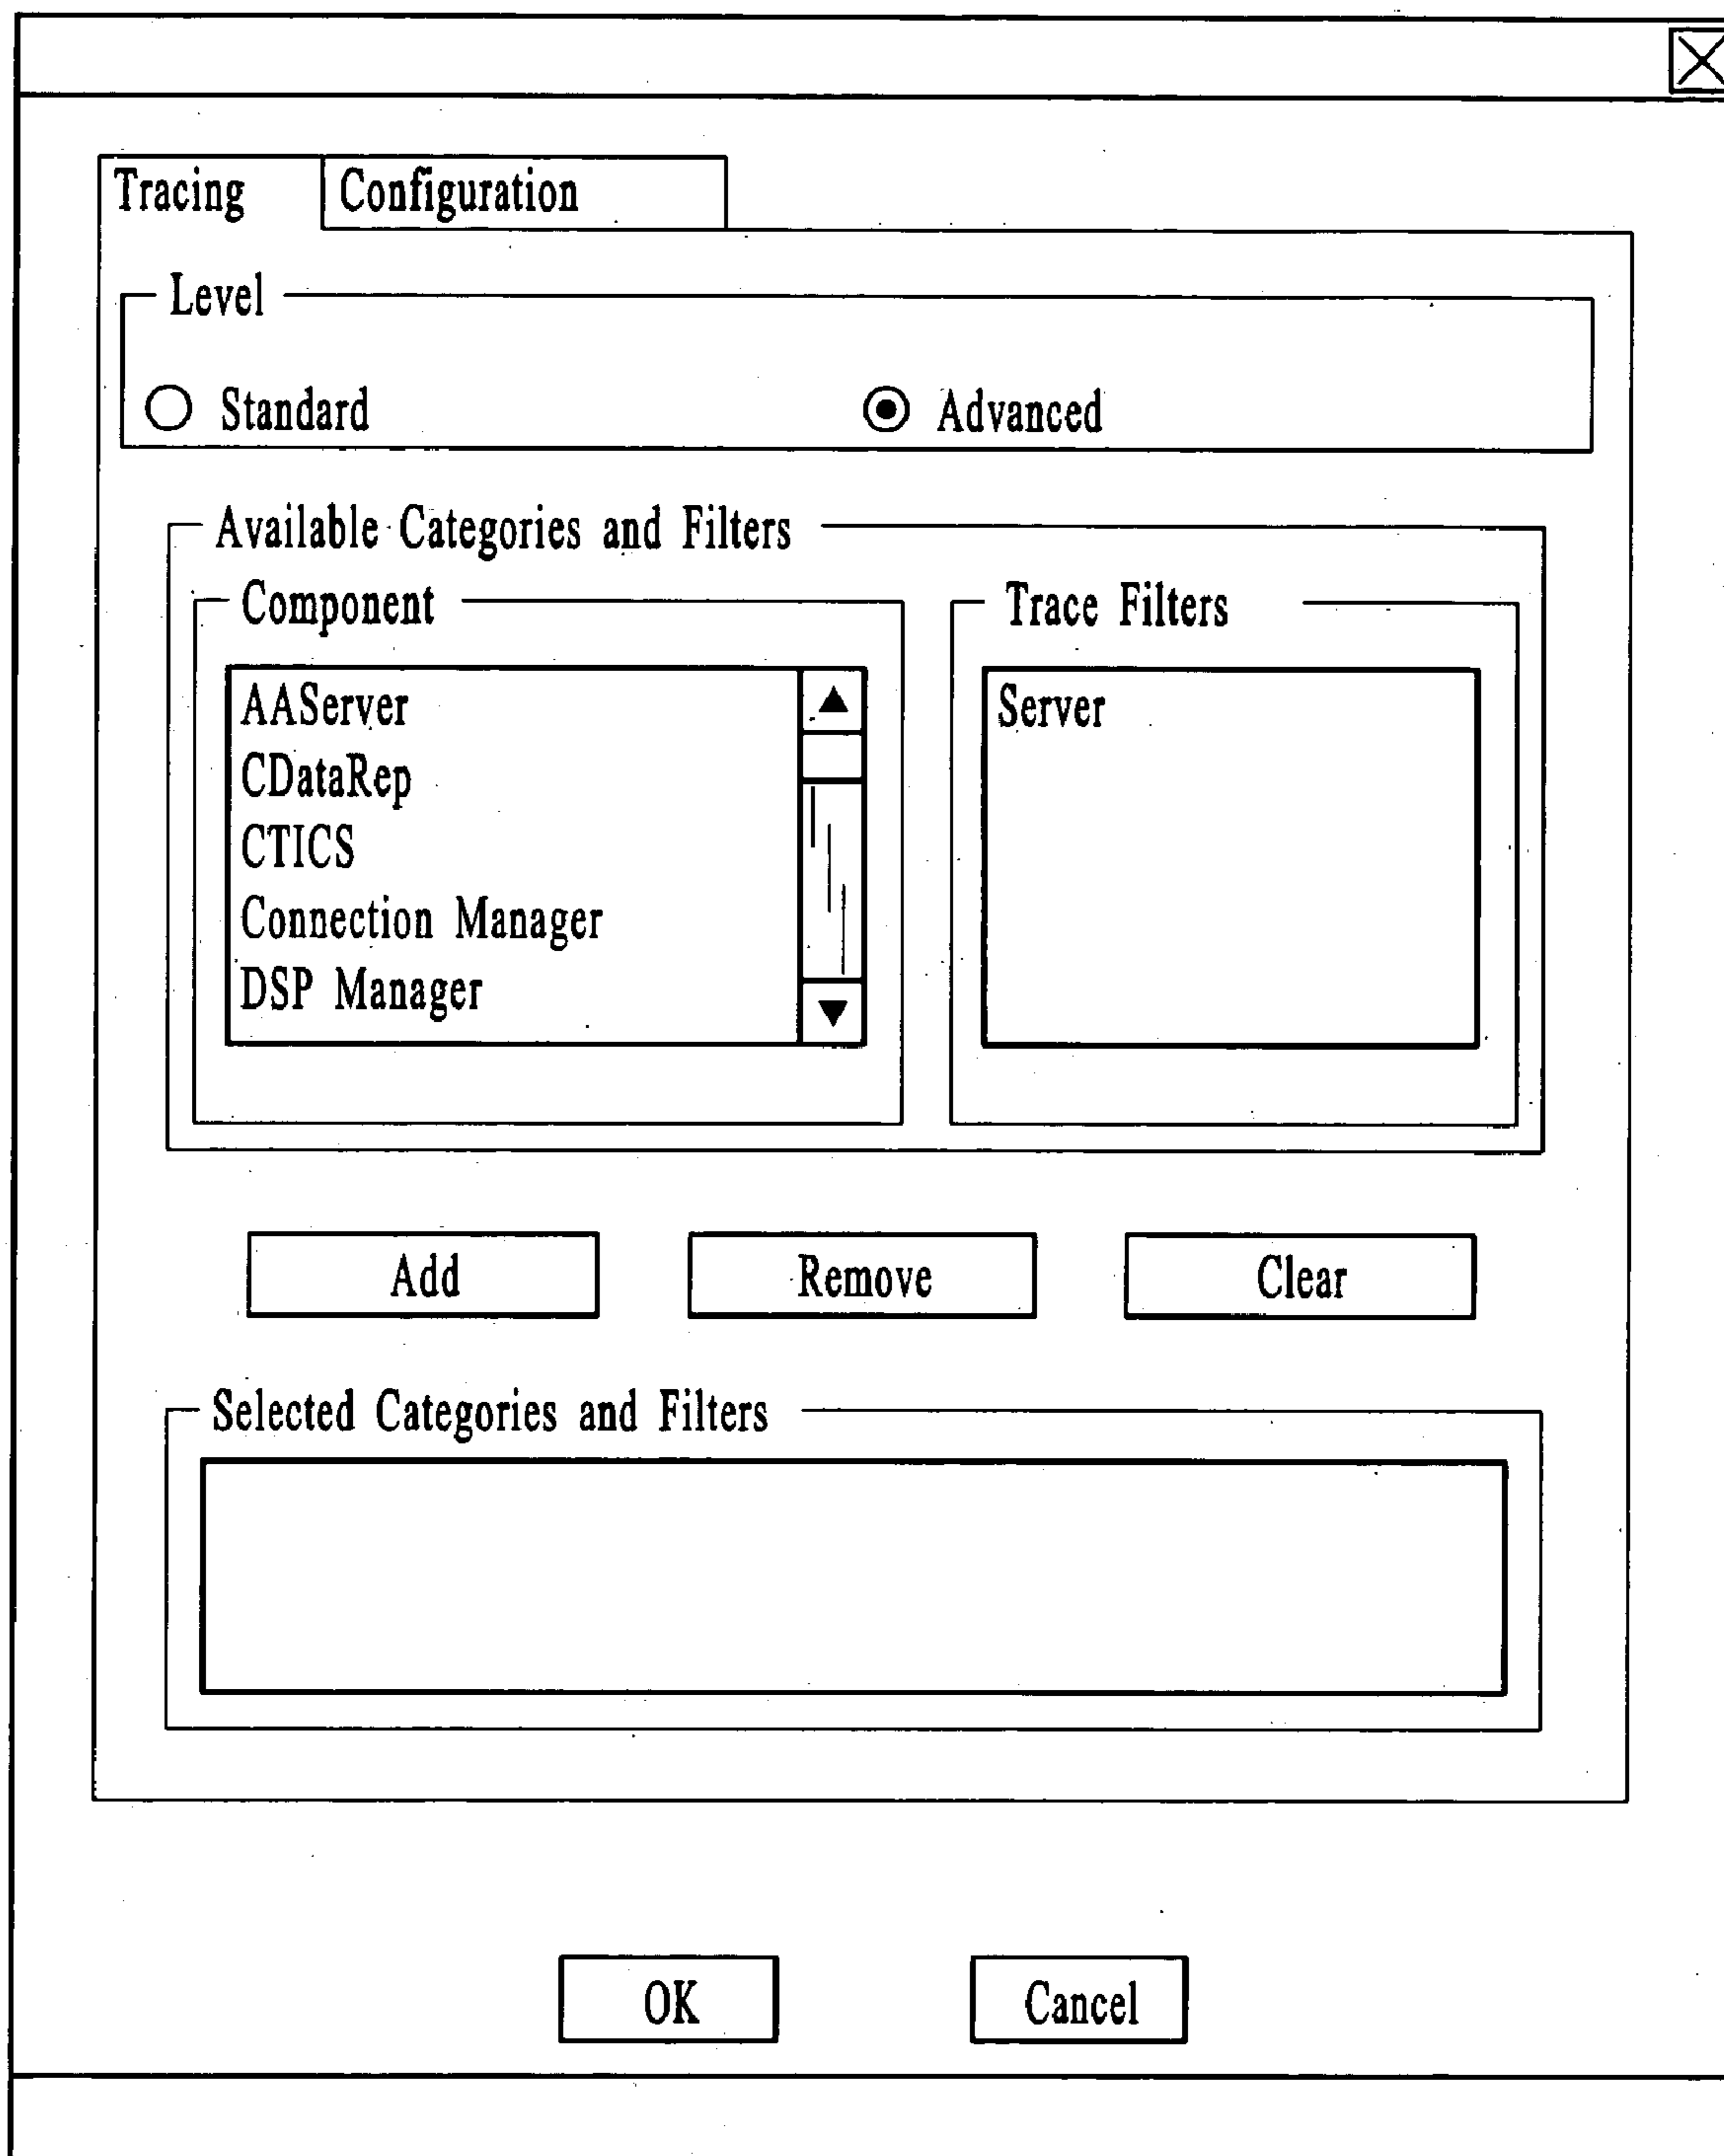 Tracing Configuration
Level
Standard Advanced
Available Categories and Filters
Component
AAServer
CDataRep
CTICS
Connection Manager
DSP Manager
Trace Filters
Server
Add Remove Clear
Selected Categories and Filters
OK Cancel